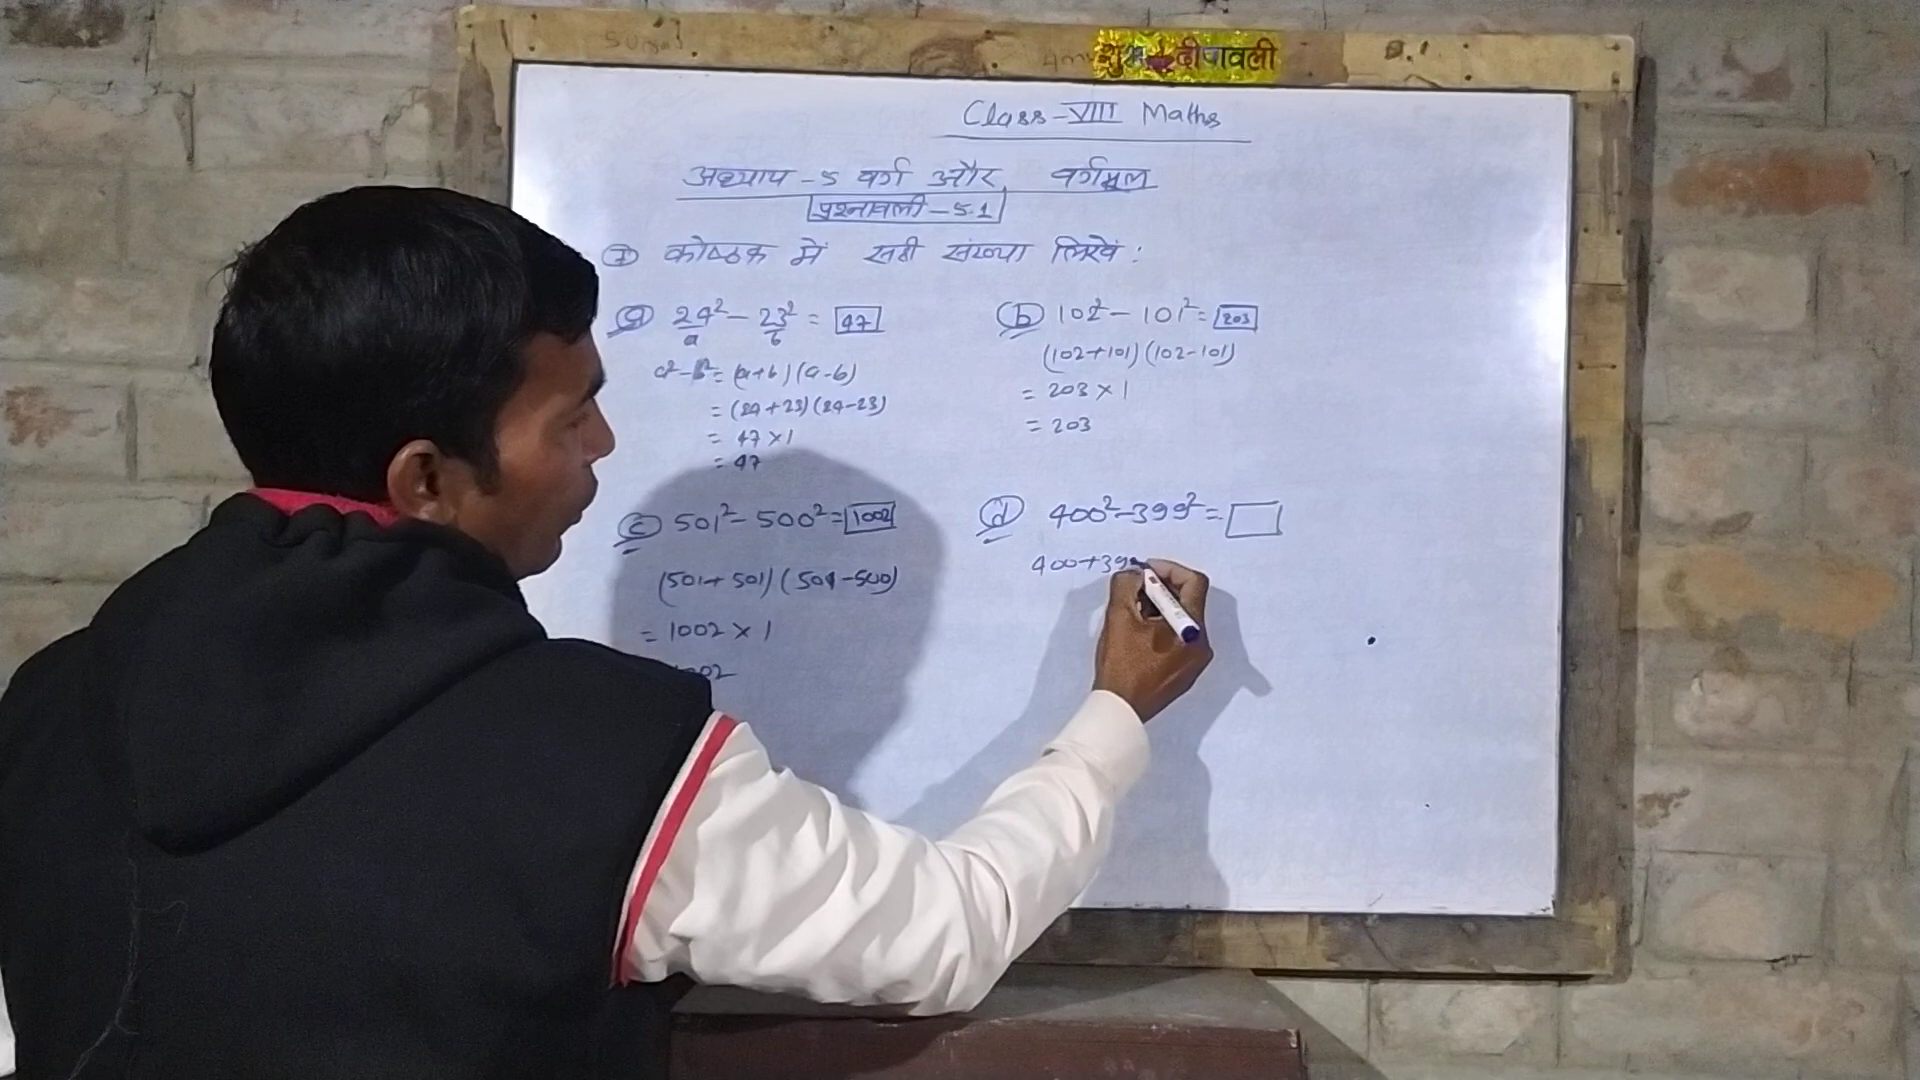 शुभ दीपावली
Class-VIII Maths
अध्याय -5 वर्ग और वर्गमूल
प्रश्नावली-5.1
① कोष्ठक में सही संख्या लिखें :
ⓐ 24² - 23² = 47
a b
a² - b² = (a+b)(a-b)
= (24+23)(24-23)
= 47 × 1
= 47
ⓑ 102² - 101² = 203
(102+101)(102-101)
= 203 × 1
= 203
ⓒ 501² - 500² = 1002
(501+501)(501-500)
= 1002 × 1
1002
ⓓ 400² - 399² =
400+399